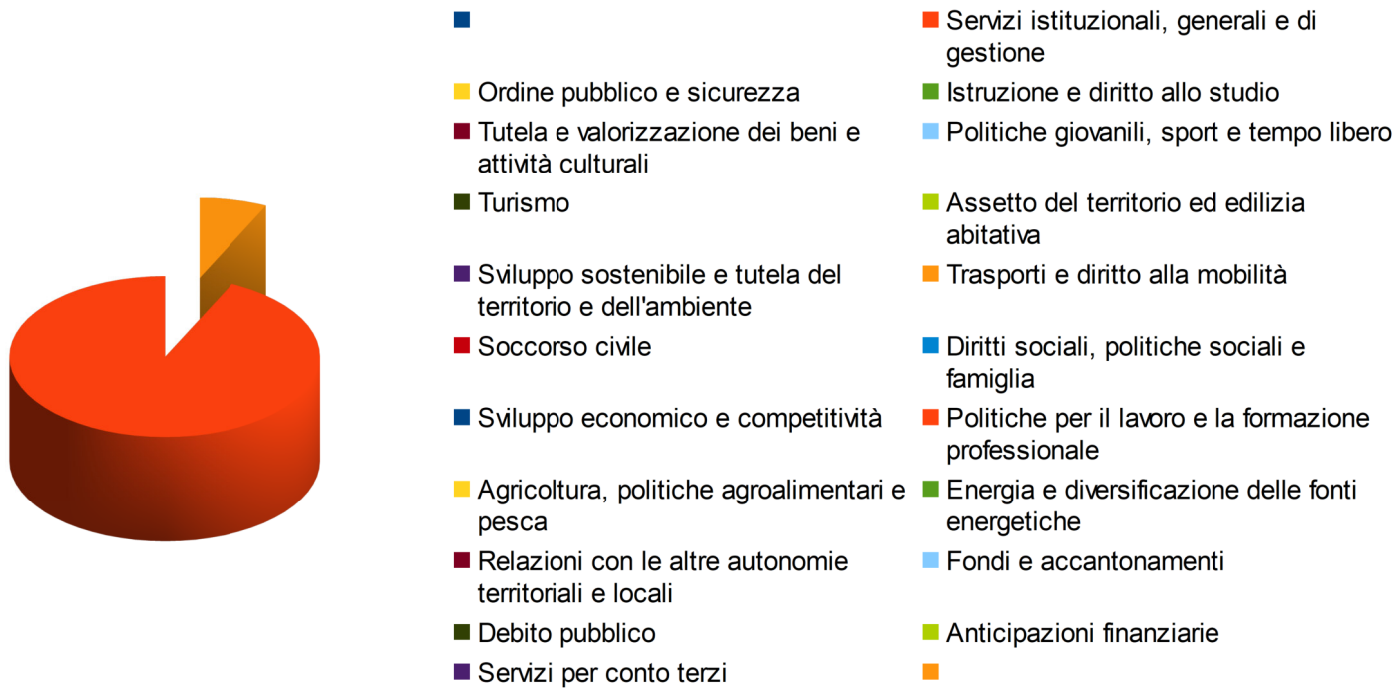 Servizi istituzionali, generali e di
gestione
Ordine pubblico e sicurezza
Istruzione e diritto allo studio
Tutela e valorizzazione dei beni e
attività culturali
Politiche giovanili, sport e tempo libero
Turismo
Assetto del territorio ed edilizia
abitativa
Sviluppo sostenibile e tutela del
territorio e dell'ambiente
Trasporti e diritto alla mobilità
Soccorso civile
Diritti sociali, politiche sociali e
famiglia
Sviluppo economico e competitività
Politiche per il lavoro e la formazione
professionale
Agricoltura, politiche agroalimentari e
pesca
Energia e diversificazione delle fonti
energetiche
Relazioni con le altre autonomie
territoriali e locali
Fondi e accantonamenti
Debito pubblico
Anticipazioni finanziarie
Servizi per conto terzi